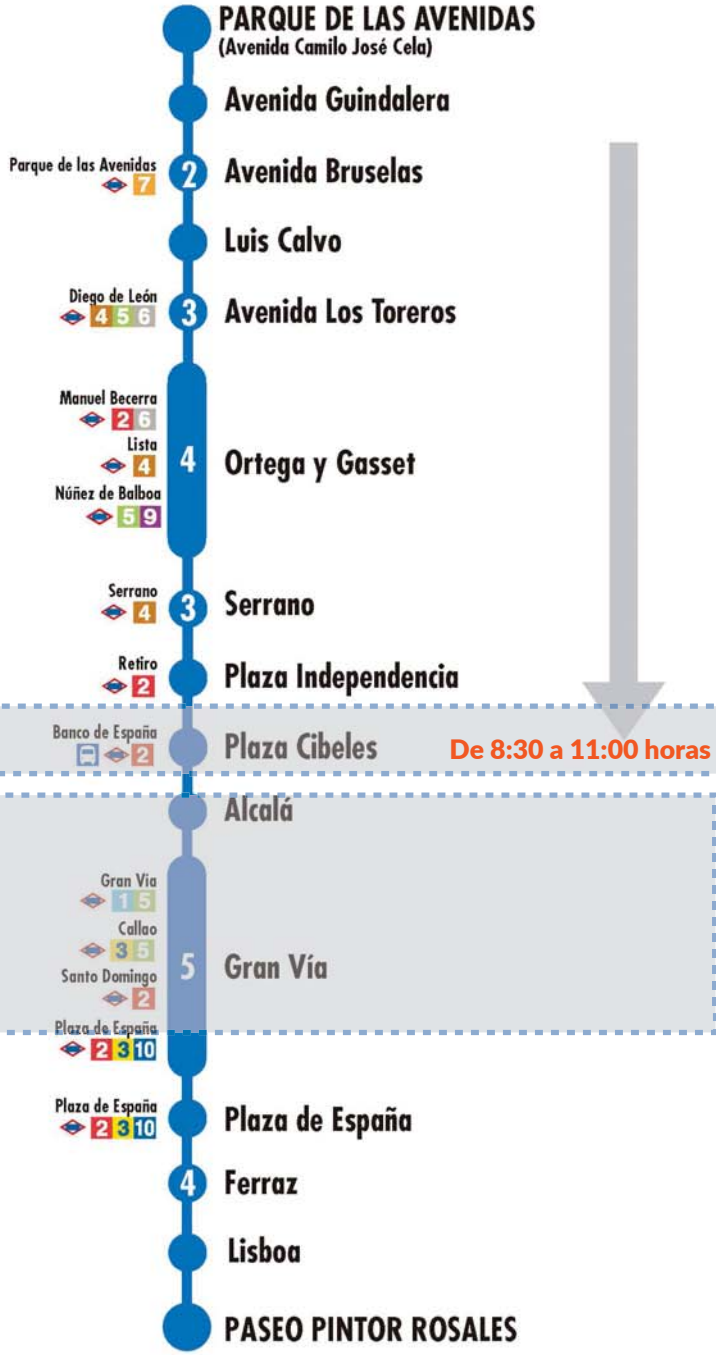 PARQUE DE LAS AVENIDAS
(Avenida Camilo José Cela)
Avenida Guindalera
Parque de las Avenidas
7
2
Avenida Bruselas
Luis Calvo
Diego de León
4 5 6
3
Avenida Los Toreros
Manuel Becerra
2 6
Lista
4
Núñez de Balboa
5 9
4
Ortega y Gasset
Serrano
4
3
Serrano
Retiro
2
Plaza Independencia
Banco de España
2
Plaza Cibeles
De 8:30 a 11:00 horas
Alcalá
Gran Via
1 5
Callao
3 5
Santo Domingo
2
Plaza de España
2 3 10
5
Gran Vía
Plaza de España
2 3 10
Plaza de España
4
Ferraz
Lisboa
PASEO PINTOR ROSALES